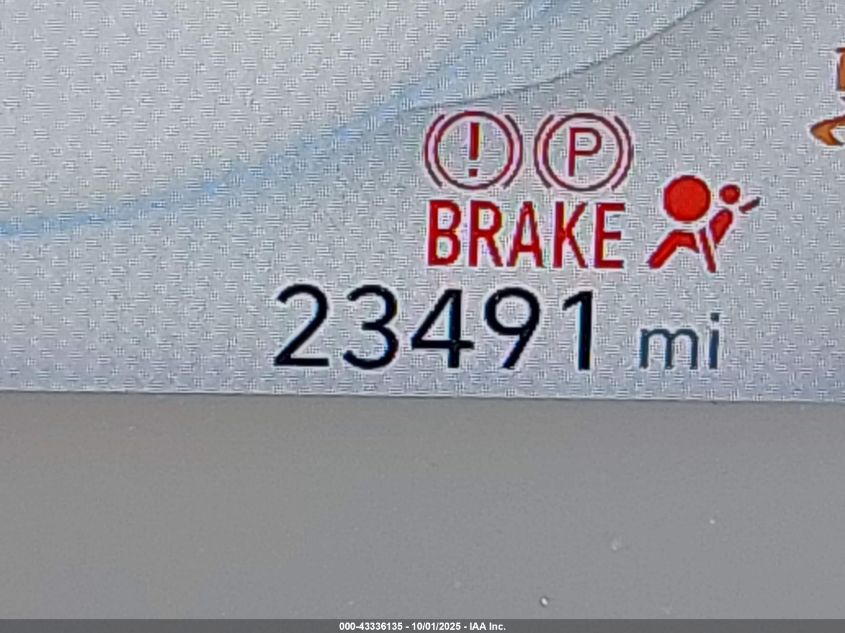 ! P
BRAKE
23491 mi
000-43336135 - 10/01/2025 - IAA Inc.